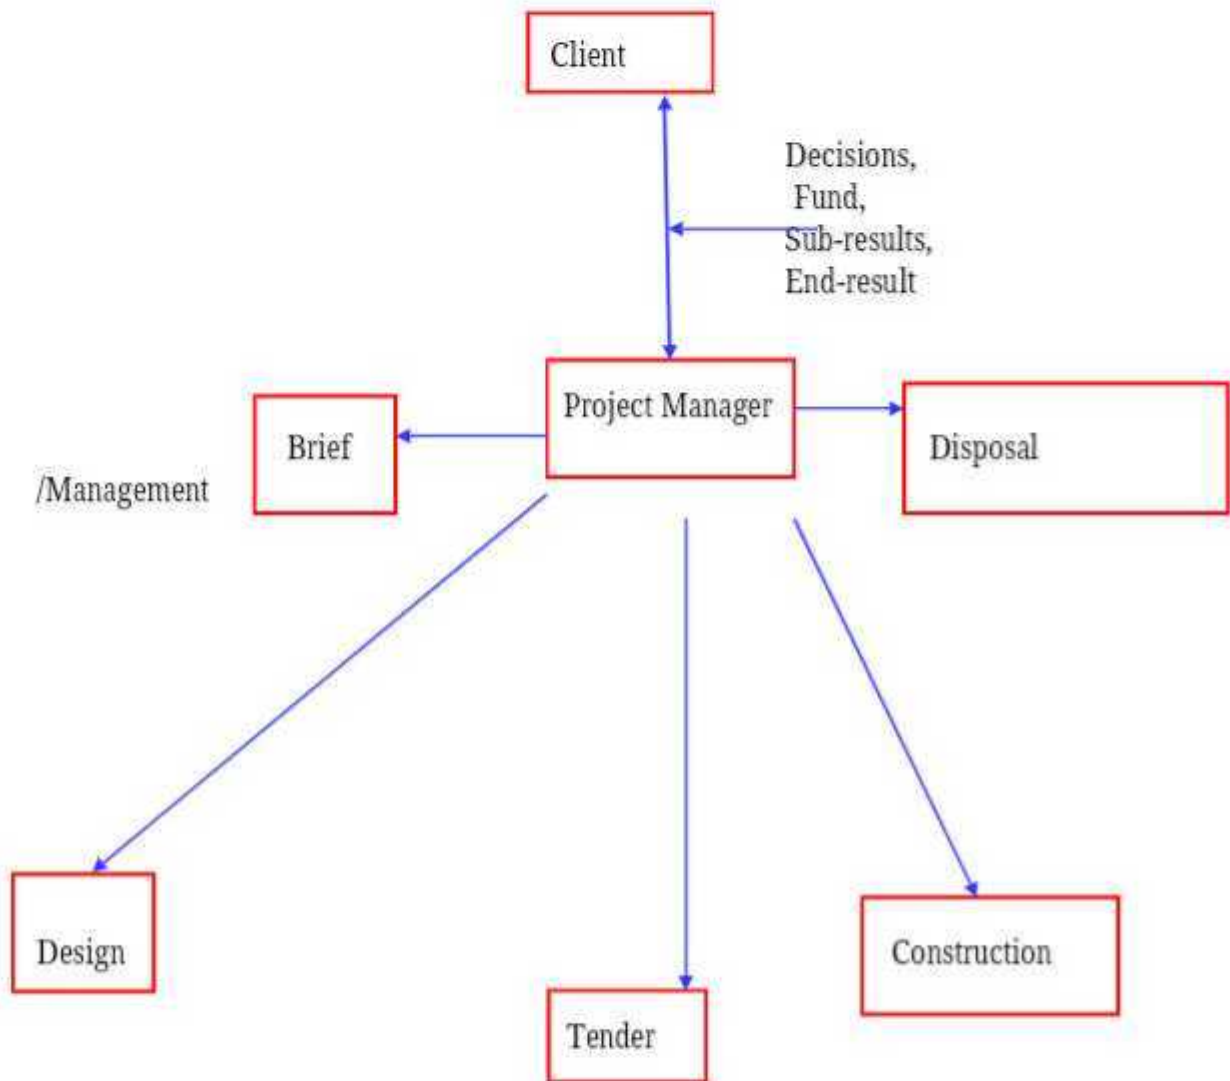 Client
Decisions,
Fund,
Sub-results,
End-result
Project Manager
Brief
Disposal
/Management
Design
Construction
Tender